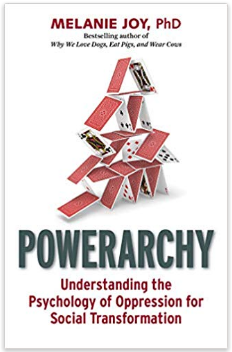 MELANIE JOY, PhD
Bestselling author of
Why We Love Dogs, Eat Pigs, and Wear Cows
POWERARCHY
Understanding the
Psychology of Oppression for
Social Transformation